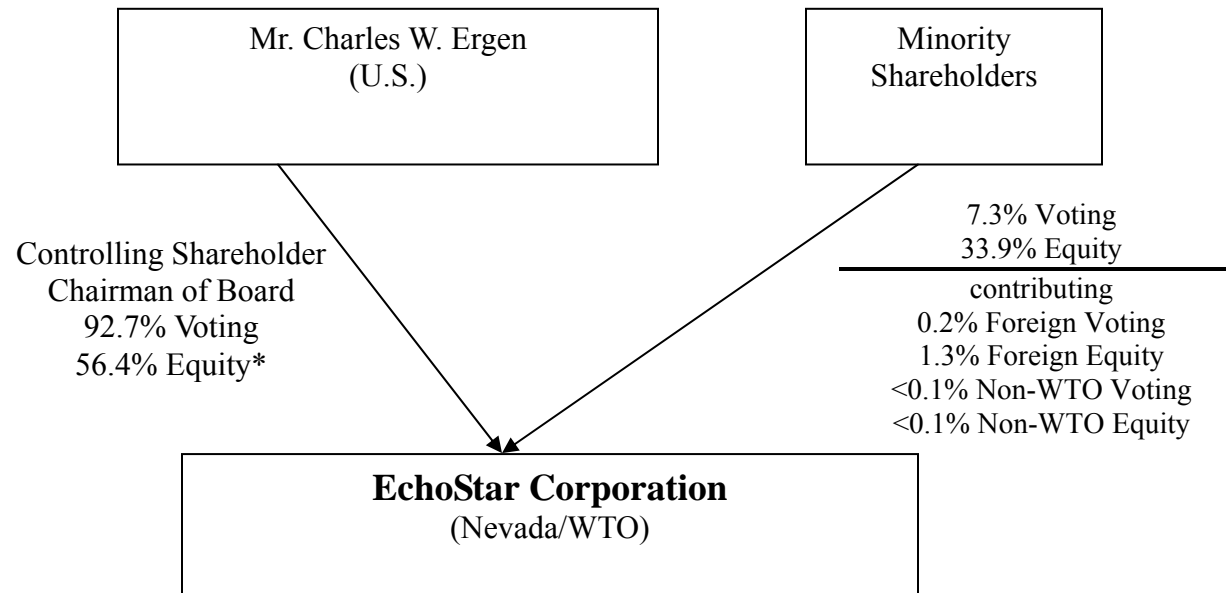 Mr. Charles W. Ergen
(U.S.)
Minority
Shareholders
Controlling Shareholder
Chairman of Board
92.7% Voting
56.4% Equity*
7.3% Voting
33.9% Equity
contributing
0.2% Foreign Voting
1.3% Foreign Equity
<0.1% Non-WTO Voting
<0.1% Non-WTO Equity
EchoStar Corporation
(Nevada/WTO)